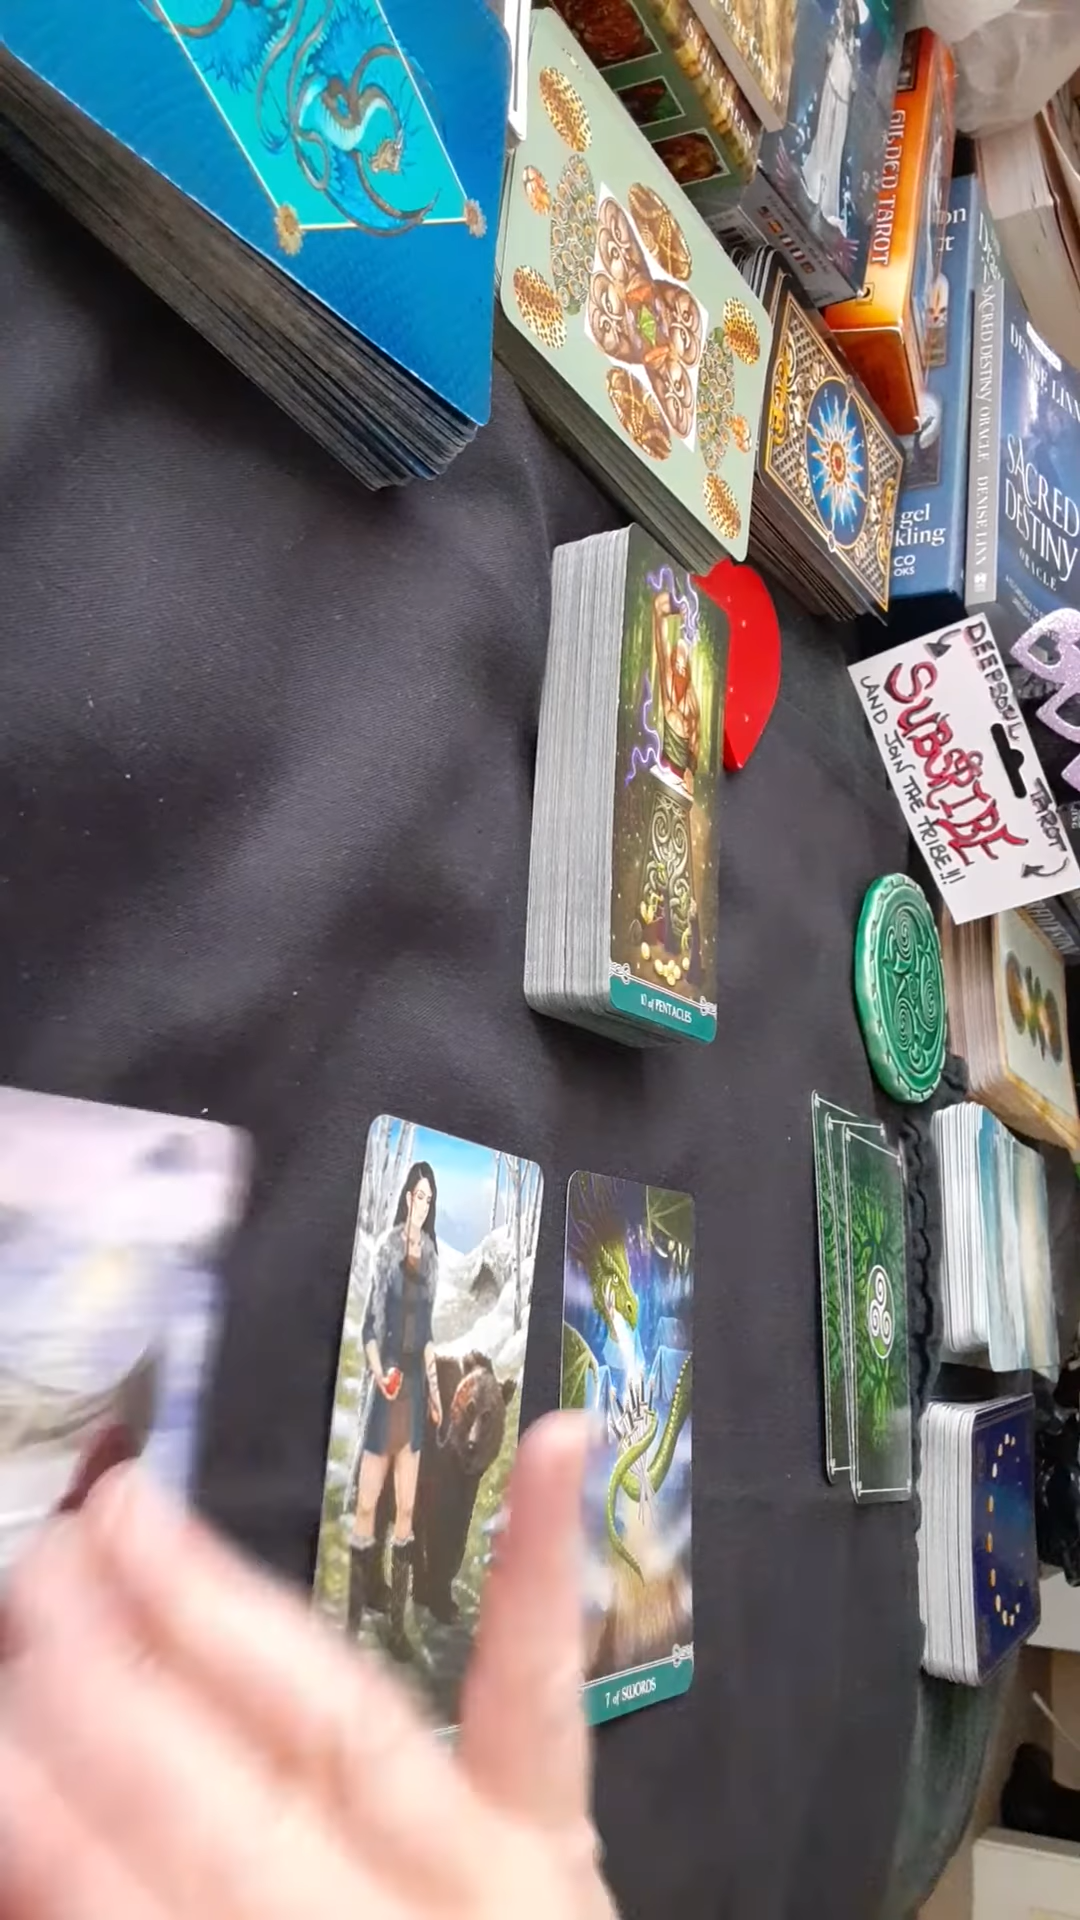 GILDED TAROT
SACRED DESTINY ORACLE DENISE LINN
DENISE LINN
SACRED
DESTINY
ORACLE
DEEPSOUL TAROT
SUBSCRIBE
AND JOIN THE TRIBE!!
10 of PENTACLES
7 of SWORDS